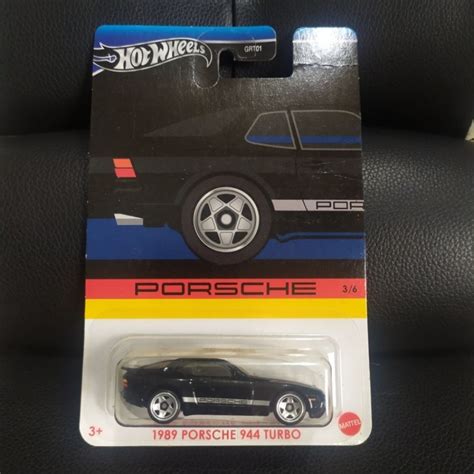 HOT WHEELS
GRT01
POR
PORSCHE
3/6
3+
1989 PORSCHE 944 TURBO
MATTEL